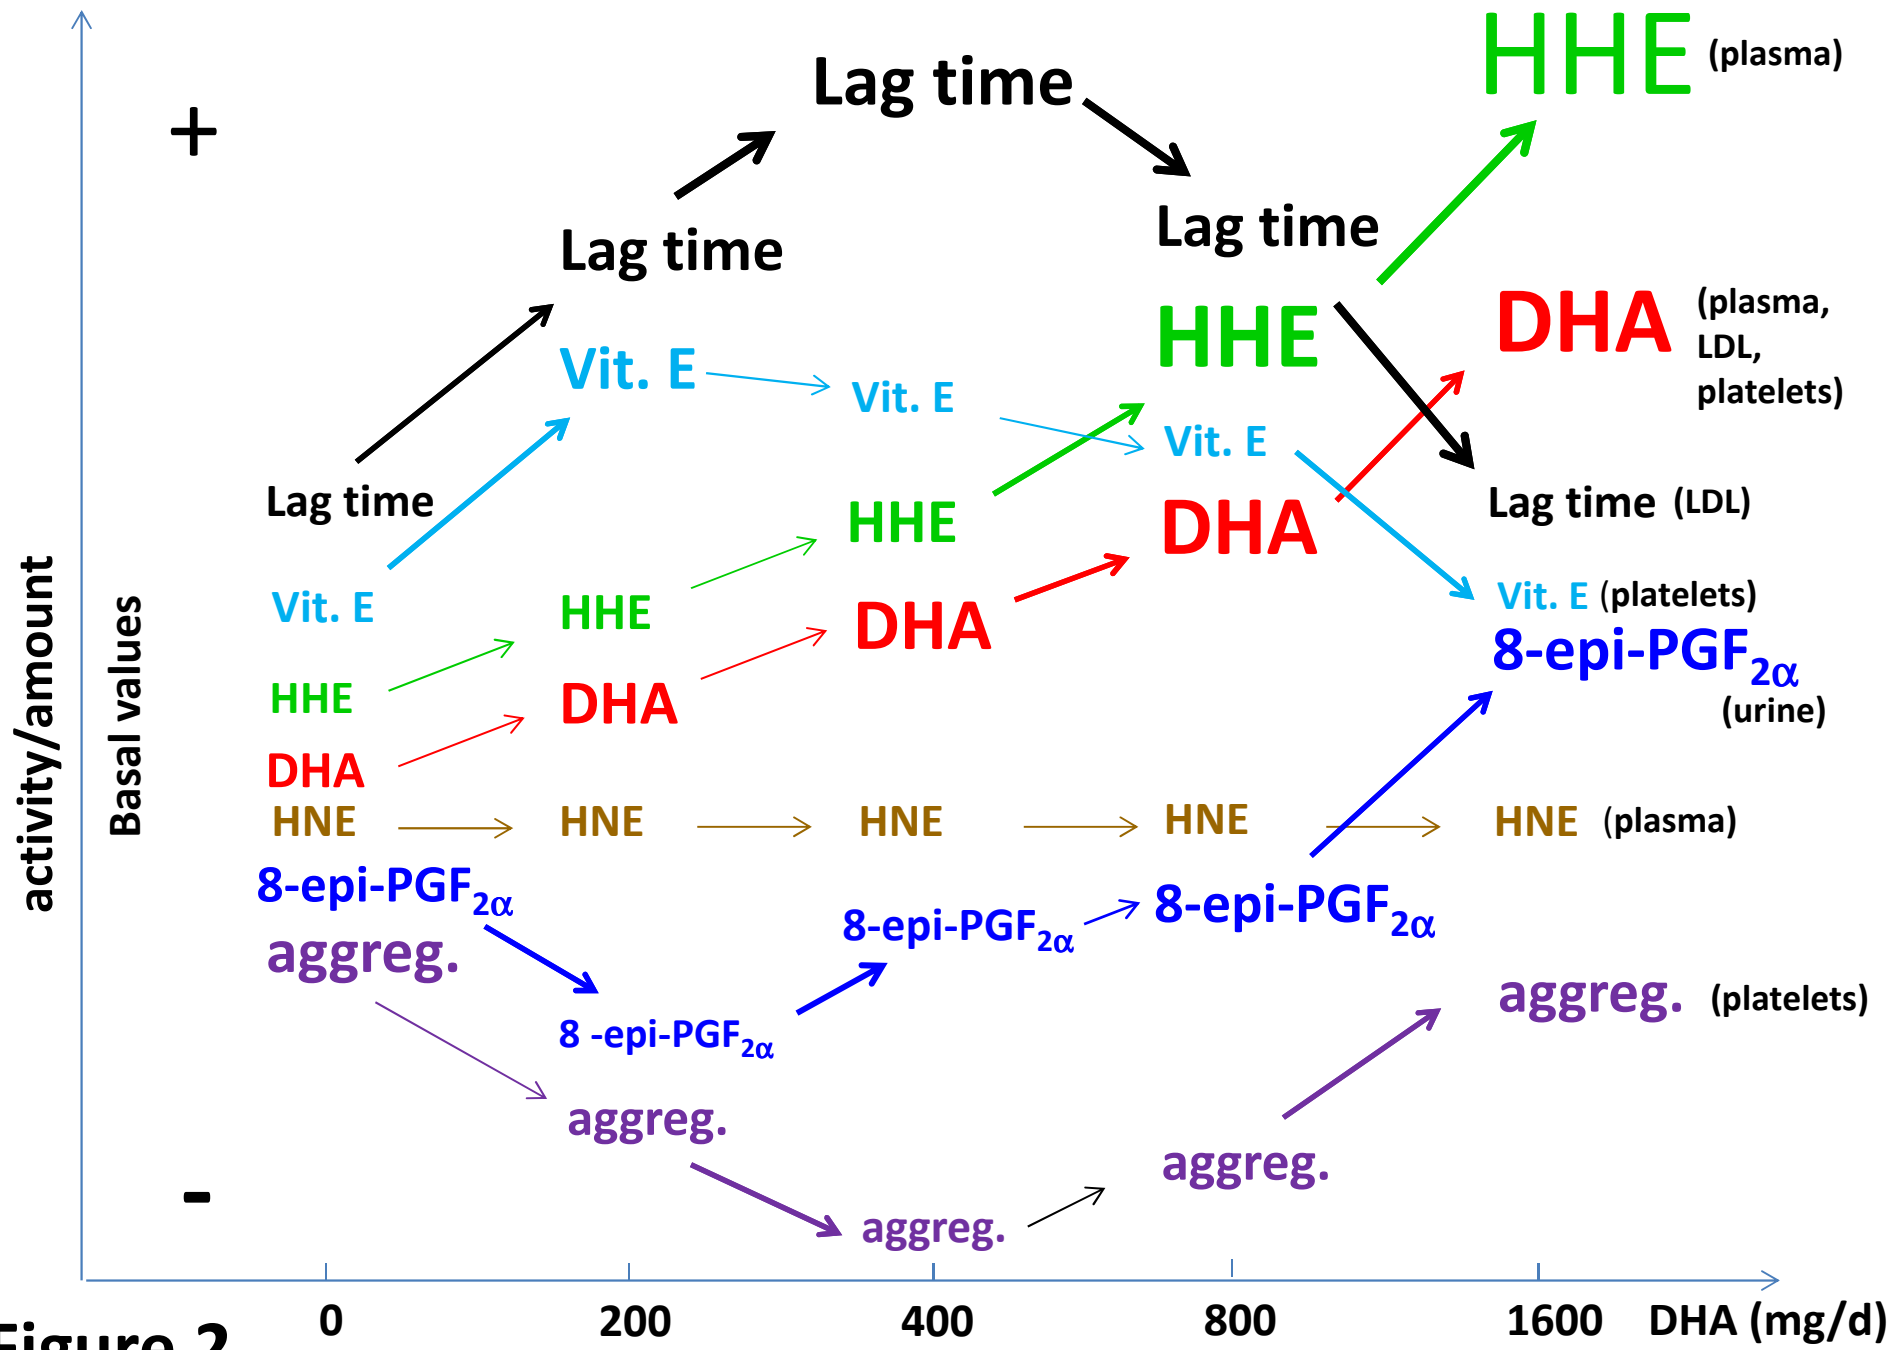 HHE (plasma)
Lag time
+
Lag time
Lag time
DHA (plasma,
LDL,
platelets)
HHE
Vit. E
Vit. E
Vit. E
Lag time
Lag time (LDL)
HHE
DHA
Vit. E
Vit. E (platelets)
HHE
DHA
8-epi-PGF2α
(urine)
HHE
DHA
DHA
HNE
HNE
HNE
HNE
HNE (plasma)
8-epi-PGF2α
8-epi-PGF2α
8-epi-PGF2α
aggreg.
aggreg. (platelets)
8 -epi-PGF2α
aggreg.
aggreg.
-
aggreg.
activity/amount
Basal values
0 200 400 800 1600 DHA (mg/d)
Figure 2